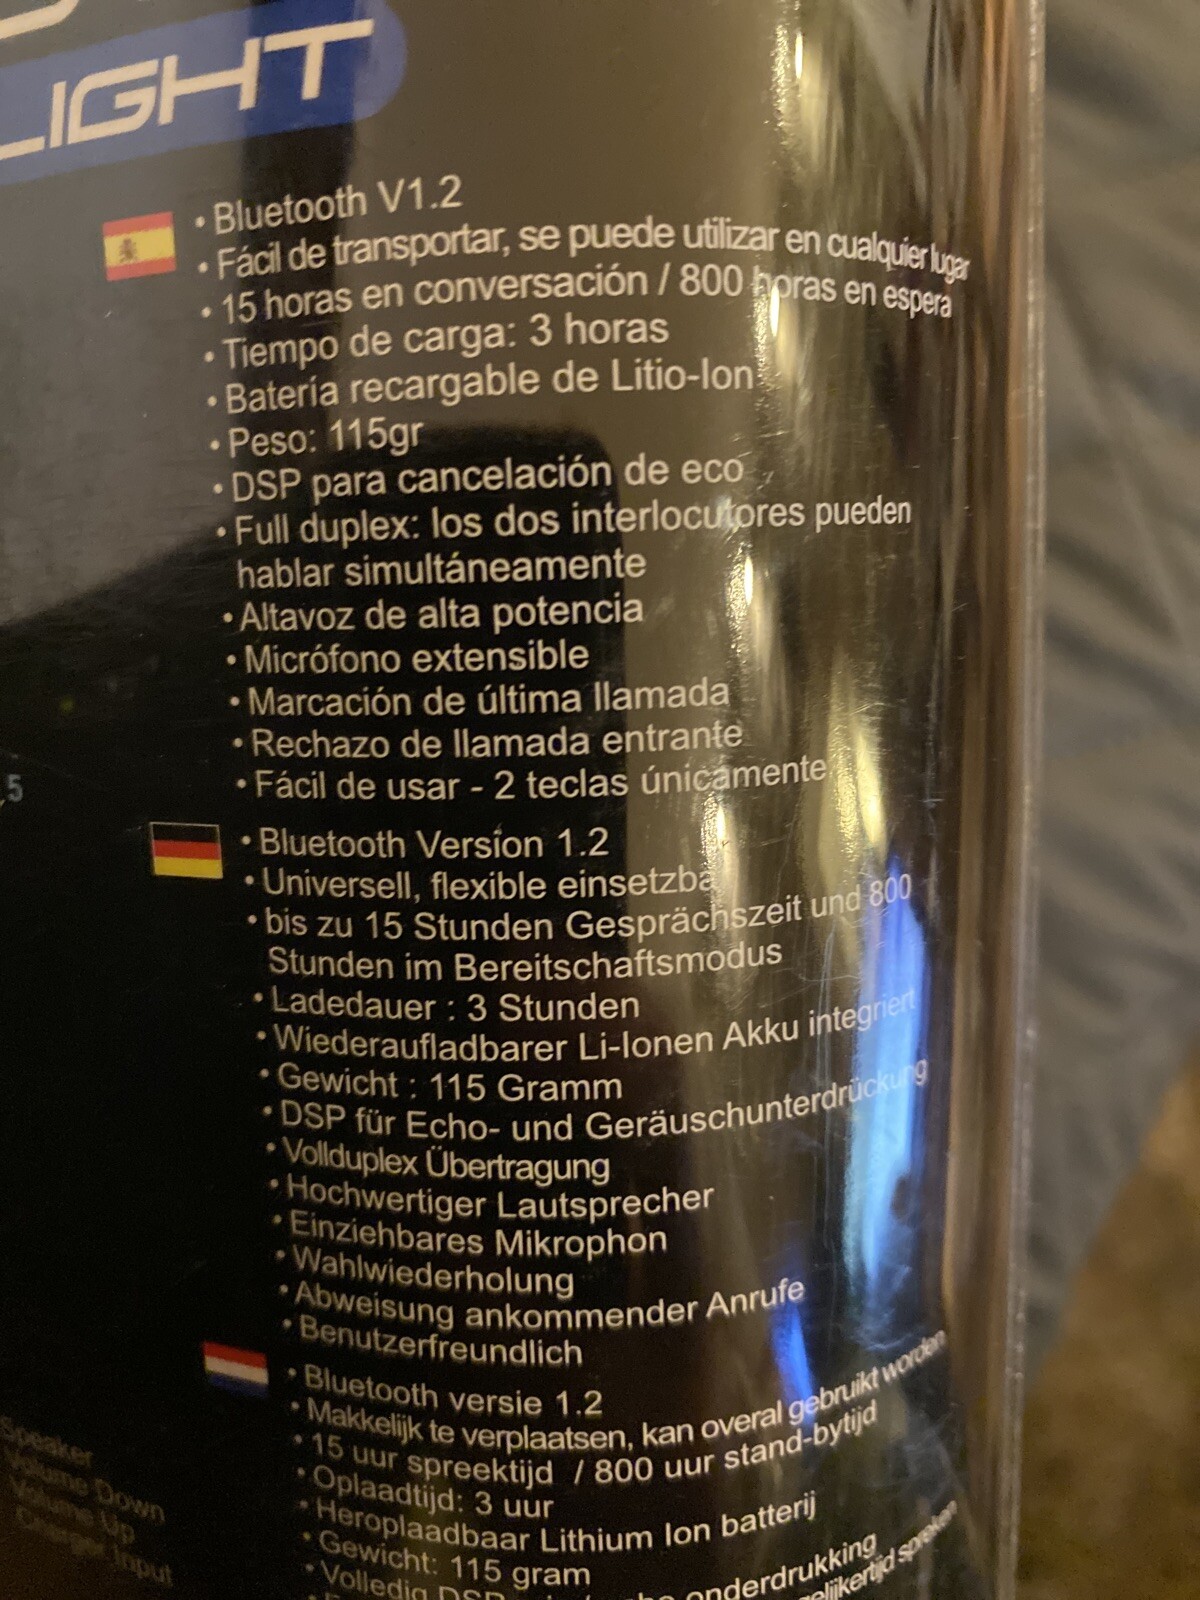 LIGHT
• Bluetooth V1.2
• Fácil de transportar, se puede utilizar en cualquier lugar
• 15 horas en conversación / 800 horas en espera
• Tiempo de carga: 3 horas
• Batería recargable de Litio-Ion
• Peso: 115gr
• DSP para cancelación de eco
• Full duplex: los dos interlocutores pueden
hablar simultáneamente
• Altavoz de alta potencia
• Micrófono extensible
• Marcación de última llamada
• Rechazo de llamada entrante
• Fácil de usar - 2 teclas únicamente
5
• Bluetooth Version 1.2
• Universell, flexible
• bis zu 15 Stunden Gesprächszeit und 800
Stunden im Bereitschaftsmodus
• Ladedauer : 3 Stunden
• Wiederaufladbarer Li-Ionen Akku integriert
• Gewicht : 115 Gramm
• DSP für Echo- und Geräuschunterdrückung
• Vollduplex Übertragung
• Hochwertiger Lautsprecher
• Einziehbares Mikrophon
• Wahlwiederholung
• Abweisung ankommender Anrufe
• Benutzerfreundlich
• Bluetooth versie 1.2
• Makkelijk te verplaatsen, kan overal gebruikt worden
• 15 uur spreektijd / 800 uur stand-bytijd
• Oplaadtijd: 3 uur
• Heroplaadbaar Lithium Ion batterij
• Gewicht: 115 gram
• Volledig DSP onderdrukking
spreken
Speaker
Volume Down
Volume Up
Charger Input